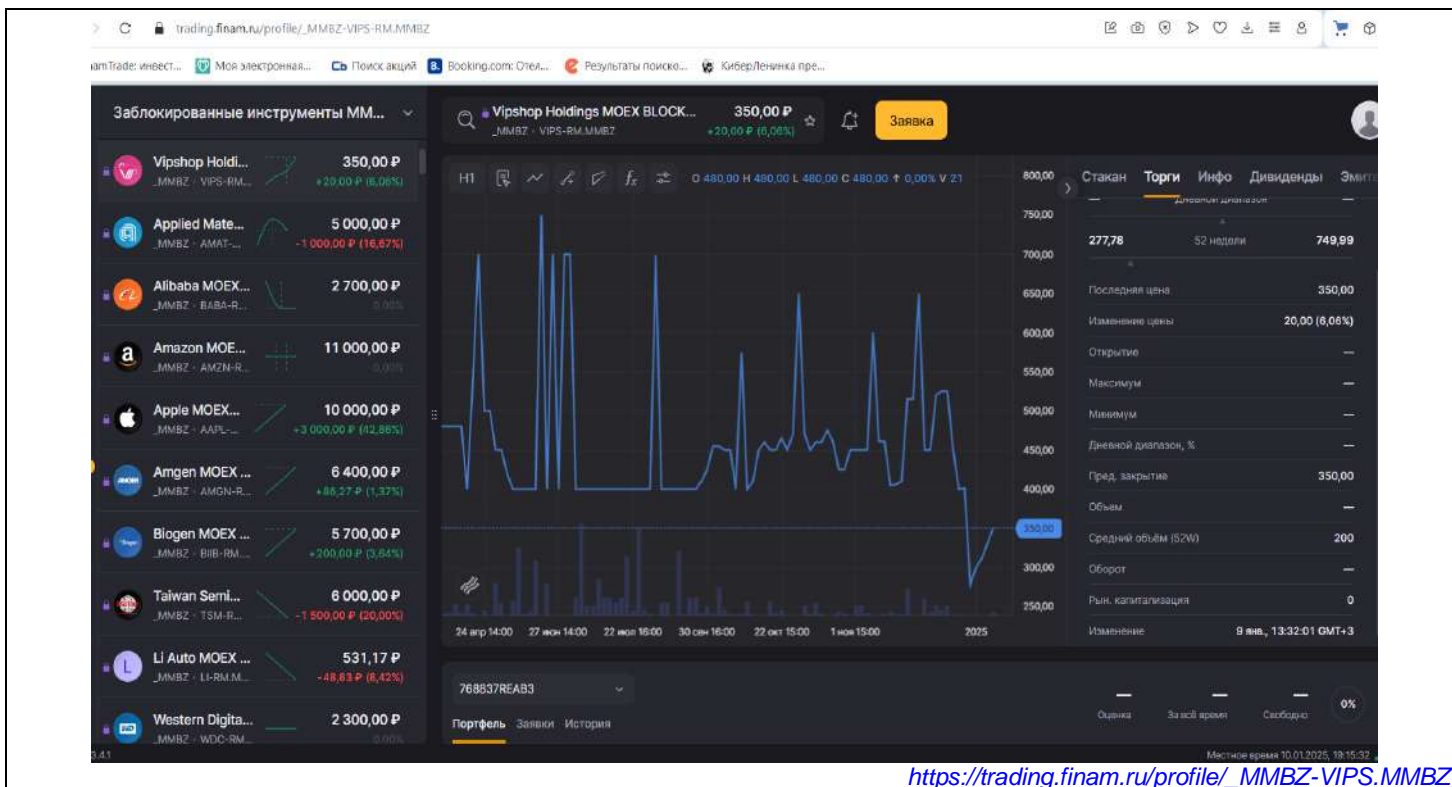 trading.finam.ru/profile/_MMBZ-VIPS-RM.MMBZ
amTrade: инвест... Моя электронная... Сь Поиск акций B. Booking.com: Оtел... Результаты поиско... КиберЛенинка пре...
Заблокированные инструменты ММ...
Vipshop Holdings MOEX BLOCK... 350,00 ₽
_MMBZ · VIPS-RM.MMBZ +20,00 ₽ (6,06%)
Заявка
Vipshop Holdi... 350,00 ₽
_MMBZ · VIPS-RM... +20,00 ₽ (6,06%)
Applied Mate... 5 000,00 ₽
_MMBZ · AMAT-... -1 000,00 ₽ (16,67%)
Alibaba MOEX... 2 700,00 ₽
_MMBZ · BABA-R... 0,00%
Amazon MOE... 11 000,00 ₽
_MMBZ · AMZN-R... 0,00%
Apple MOEX... 10 000,00 ₽
_MMBZ · AAPL-... +3 000,00 ₽ (42,86%)
Amgen MOEX ... 6 400,00 ₽
_MMBZ · AMGN-R... +86,27 ₽ (1,37%)
Biogen MOEX ... 5 700,00 ₽
_MMBZ · BIIB-RM... +200,00 ₽ (3,64%)
Taiwan Semi... 6 000,00 ₽
_MMBZ · TSM-R... -1 500,00 ₽ (20,00%)
Li Auto MOEX ... 531,17 ₽
_MMBZ · LI-RM.M... -48,83 ₽ (8,42%)
Western Digita... 2 300,00 ₽
_MMBZ · WDC-RM... 0,00%
3.4.1
H1 O 480,00 H 480,00 L 480,00 C 480,00 ↑ 0,00% V 21
800,00
750,00
700,00
650,00
600,00
550,00
500,00
450,00
400,00
350,00
300,00
250,00
24 апр 14:00 27 июн 14:00 22 июл 16:00 30 сен 16:00 22 окт 15:00 1 ноя 15:00 2025
Стакан Торги Инфо Дивиденды Эмит
— Дневной диапазон —
277,78 52 недели 749,99
Последняя цена 350,00
Изменение цены 20,00 (6,06%)
Открытие —
Максимум —
Минимум —
Дневной диапазон, % —
Пред. закрытие 350,00
Объем —
Средний объём (52W) 200
Оборот —
Рын. капитализация 0
Изменение 9 янв., 13:32:01 GMT+3
768837REAB3
Портфель Заявки История
— — — 0%
Оценка За всё время Свободно
Местное время 10.01.2025, 19:15:32
https://trading.finam.ru/profile/_MMBZ-VIPS.MMBZ